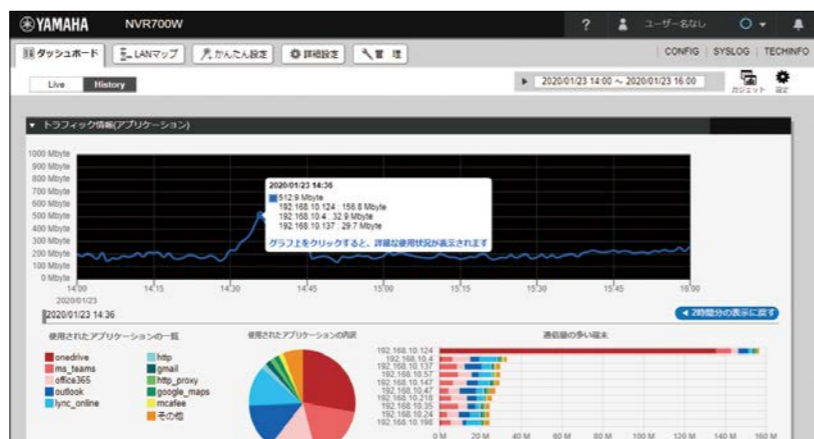 YAMAHA NVR700W
? ユーザー名なし
ダッシュボード LANマップ かんたん設定 詳細設定 管理 CONFIG SYSLOG TECHINFO
Live History 2020/01/23 14:00 ~ 2020/01/23 16:00 ガジェット 設定
トラフィック情報(アプリケーション)
1000 Mbyte
900 Mbyte
800 Mbyte
700 Mbyte
600 Mbyte
500 Mbyte
400 Mbyte
300 Mbyte
200 Mbyte
100 Mbyte
0 Mbyte
2020/01/23 14:36
512.9 Mbyte
192.168.10.124 : 156.8 Mbyte
192.168.10.4 : 32.9 Mbyte
192.168.10.137 : 29.7 Mbyte
グラフ上をクリックすると、詳細な使用状況が表示されます
14:00 14:15 14:30 14:45 15:00 15:15 15:30 15:45 16:00
2020/01/23
2020/01/23 14:36 2時間分の表示に戻す
使用されたアプリケーションの一覧
onedrive http
ms_teams gmail
office365 http_proxy
outlook google_maps
lync_online mcafee
その他
使用されたアプリケーションの内訳
通信量の多い端末
192.168.10.124
192.168.10.4
192.168.10.137
192.168.10.57
192.168.10.147
192.168.10.47
192.168.10.218
192.168.10.35
192.168.10.24
192.168.10.198
0 M 20 M 40 M 60 M 80 M 100 M 120 M 140 M 160 M